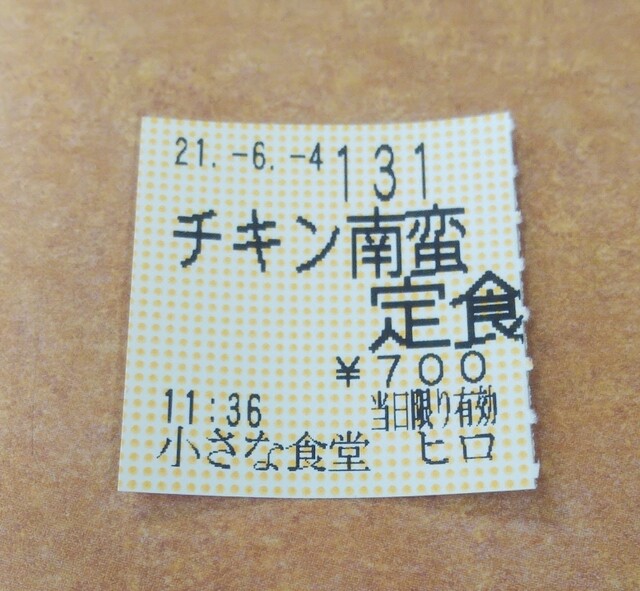 21.-6.-4 131
チキン南蛮
定食
¥700
11:36 当日限り有効
小さな食堂 ヒロ